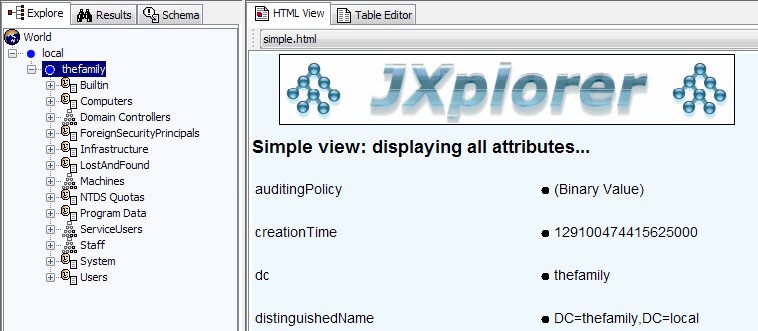 Explore Results Schema
World
local
thefamily
Builtin
Computers
Domain Controllers
ForeignSecurityPrincipals
Infrastructure
LostAndFound
Machines
NTDS Quotas
Program Data
ServiceUsers
Staff
System
Users
HTML View Table Editor
simple.html
JXplorer
Simple view: displaying all attributes...
auditingPolicy (Binary Value)
creationTime 129100474415625000
dc thefamily
distinguishedName DC=thefamily,DC=local